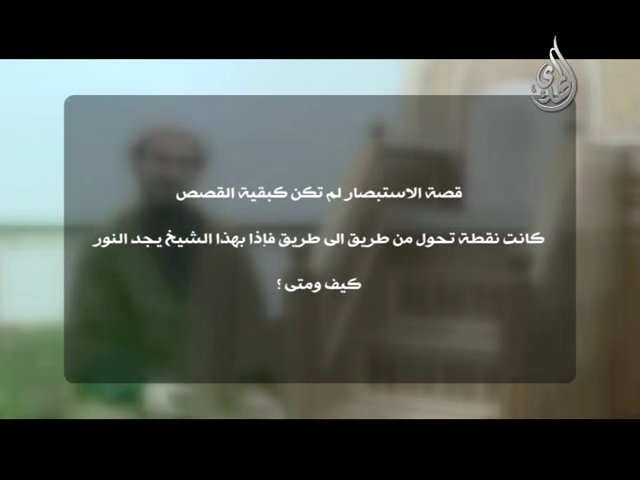 قصة الاستبصار لم تكن كبقية القصص
كانت نقطة تحول من طريق الى طريق فإذا بهذا الشيخ يجد النور
كيف ومتى ؟